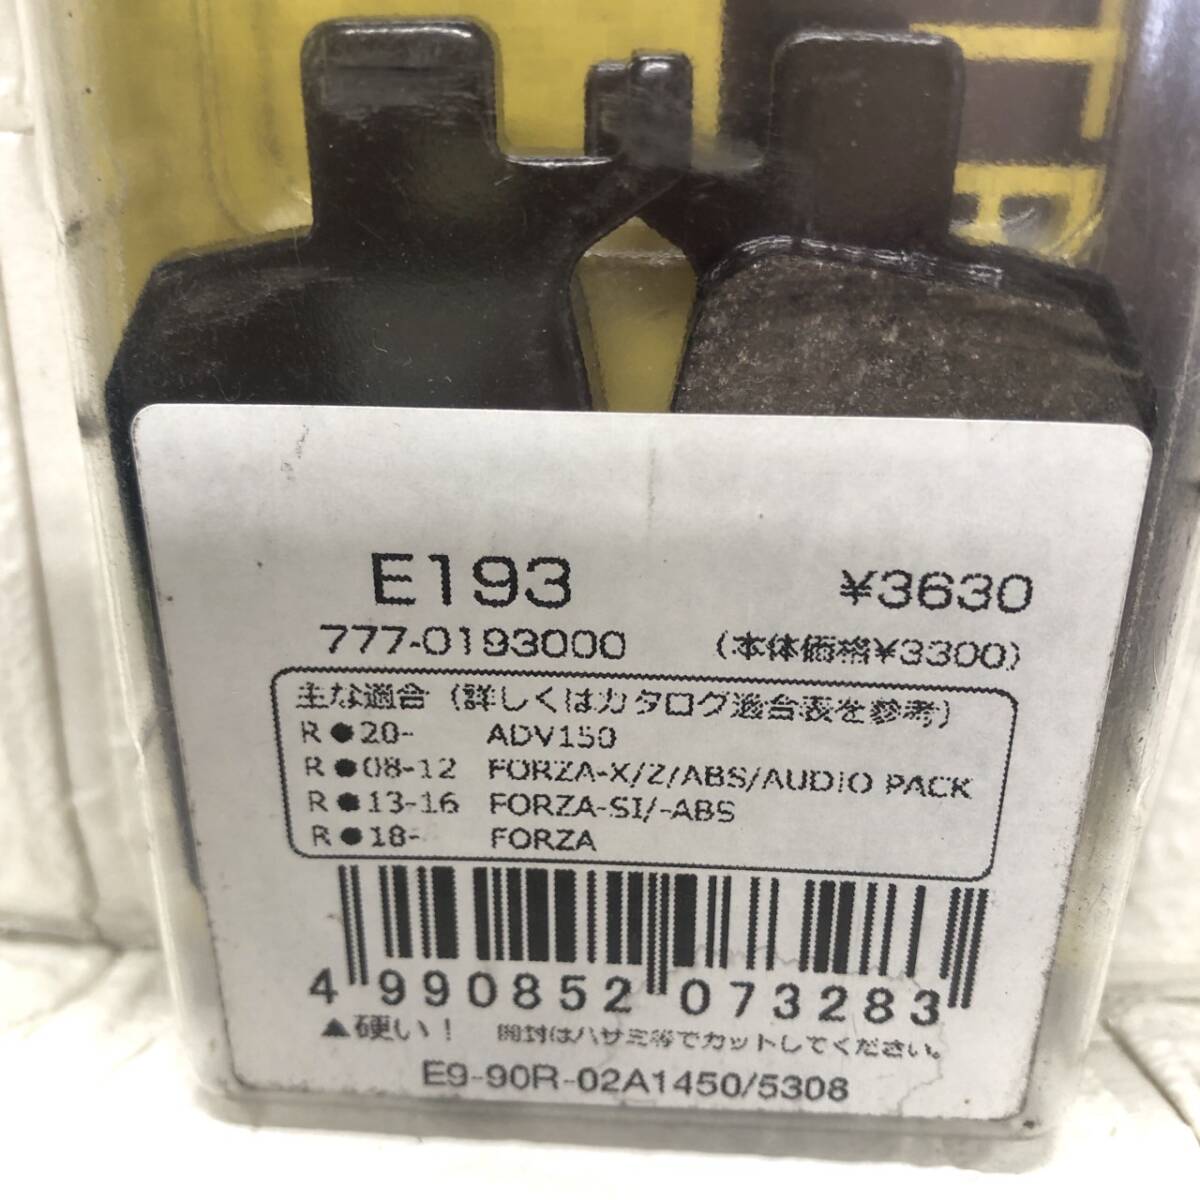 E193 ¥3630
777-0193000 (本体価格¥3300)
主な適合 (詳しくはカタログ適合表を参考)
R ●20- ADV150
R ●08-12 FORZA-X/Z/ABS/AUDIO PACK
R ●13-16 FORZA-SI/-ABS
R ●18- FORZA
4 990852 073283
▲硬い! 開封はハサミ等でカットしてください。
E9-90R-02A1450/5308